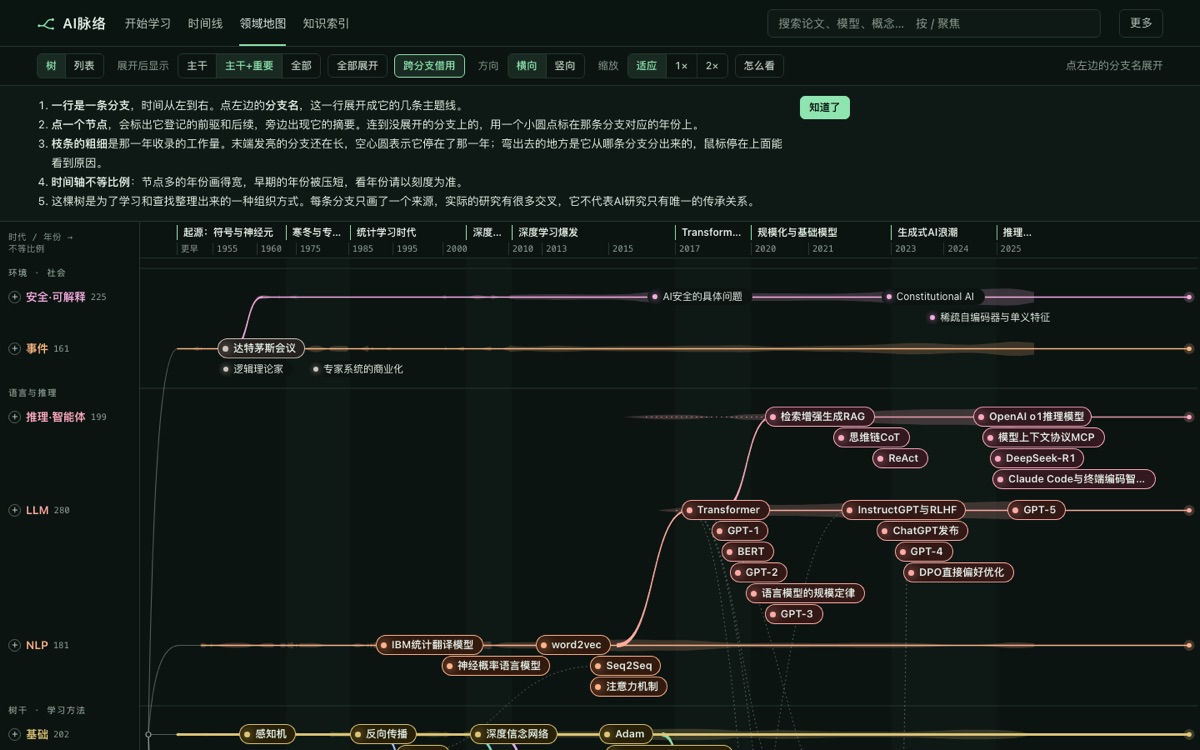 AI脉络
开始学习
时间线
领域地图
知识索引
搜索论文、模型、概念… 按 / 聚焦
更多
树
列表
展开后显示
主干
主干+重要
全部
全部展开
跨分支借用
方向
横向
竖向
缩放
适应
1×
2×
怎么看
点左边的分支名展开
1. 一行是一条分支，时间从左到右。点左边的分支名，这一行展开成它的几条主题线。
2. 点一个节点，会标出它登记的前驱和后续，旁边出现它的摘要。连到没展开的分支上的，用一个小圆点标在那条分支对应的年份上。
3. 枝条的粗细是那一年收录的工作量。末端发亮的分支还在长，空心圆表示它停在了那一年；弯出去的地方是它从哪条分支分出来的，鼠标停在上面能
看到原因。
4. 时间轴不等比例：节点多的年份画得宽，早期的年份被压短，看年份请以刻度为准。
5. 这棵树是为了学习和查找整理出来的一种组织方式。每条分支只画了一个来源，实际的研究有很多交叉，它不代表AI研究只有唯一的传承关系。
知道了
时代 / 年份 →
不等比例
起源：符号与神经元
寒冬与专…
统计学习时代
深度…
深度学习爆发
Transform…
规模化与基础模型
生成式AI浪潮
推理…
更早
1955
1960
1975
1985
1995
2000
2010
2013
2015
2017
2020
2021
2023
2024
2025
环境 · 社会
安全·可解释 225
AI安全的具体问题
Constitutional AI
稀疏自编码器与单义特征
事件 161
达特茅斯会议
逻辑理论家
专家系统的商业化
语言与推理
推理·智能体 199
检索增强生成RAG
OpenAI o1推理模型
思维链CoT
模型上下文协议MCP
ReAct
DeepSeek-R1
Claude Code与终端编码智…
LLM 280
Transformer
InstructGPT与RLHF
GPT-5
GPT-1
ChatGPT发布
BERT
GPT-4
GPT-2
DPO直接偏好优化
语言模型的规模定律
GPT-3
NLP 181
IBM统计翻译模型
word2vec
神经概率语言模型
Seq2Seq
注意力机制
树干 · 学习方法
基础 202
感知机
反向传播
深度信念网络
Adam